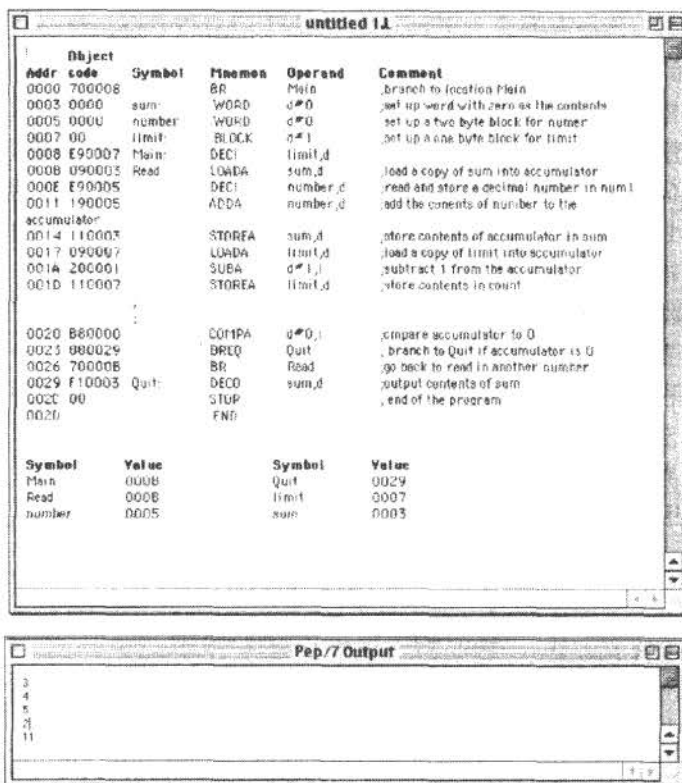 untitled 11
Object
Addr code Symbol Mnemon Operand Comment
0000 700008 BR Main ;branch to location Main
0003 0000 sum: WORD d#0 ;set up word with zero as the contents
0005 0000 number WORD d#0 set up a two byte block for numer
0007 00 limit: BLOCK d#1 ;set up a one byte block for limit
0008 E90007 Main: DECI limit,d
000B 090003 Read LOADA sum,d ;load a copy of sum into accumulator
000E E90005 DECI number,d ;read and store a decimal number in num1
0011 190005 ADDA number,d ;add the conents of number to the
accumulator
0014 110003 STOREA sum,d ;store contents of accumulator in sum
0017 090007 LOADA limit,d ;load a copy of limit into accumulator
001A 200001 SUBA d#1,i ;subtract 1 from the accumulator
001D 110007 STOREA limit,d ;store contents in count
;
;
0020 B80000 COMPA d#0,i ;cmpare accumulator to 0
0023 880029 BREQ Quit ; branch to Quit if accumulator is 0
0026 70000B BR Read ;go back to read in another number
0029 F10003 Quit: DECO sum,d ;output contents of sum
002C 00 STOP ; end of the program
002D END
Symbol Value Symbol Value
Main 0008 Quit 0029
Read 000B limit 0007
number 0005 sum 0003
Pep/7 Output
3
4
5
2
11